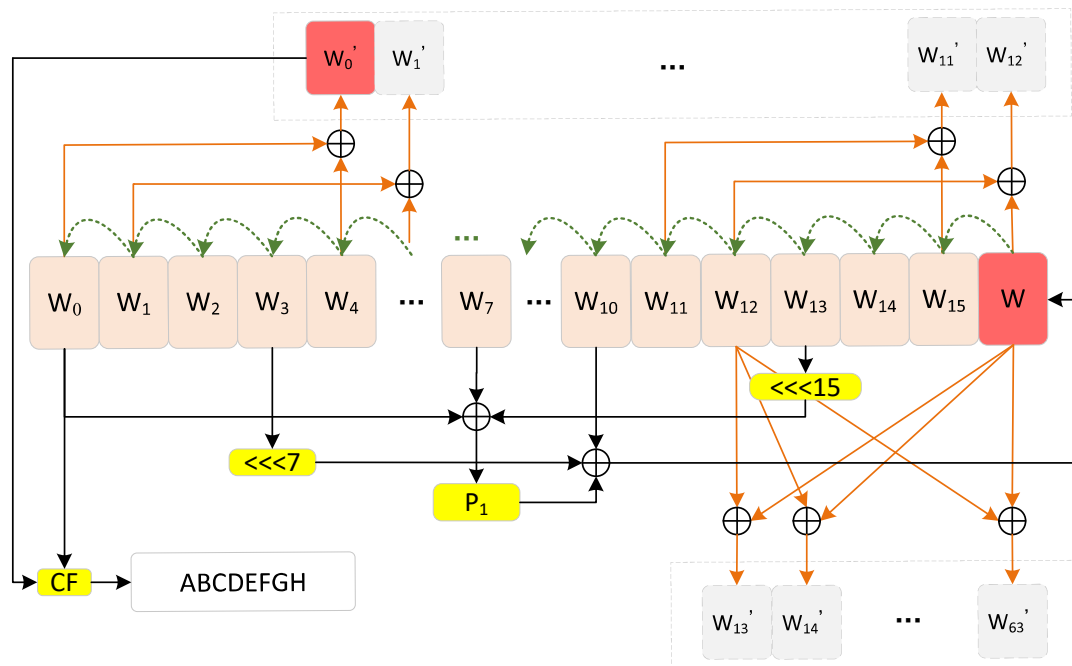 W₀’ W₁’ ... W₁₁’ W₁₂’
...
W₀ W₁ W₂ W₃ W₄ ... W₇ ... W₁₀ W₁₁ W₁₂ W₁₃ W₁₄ W₁₅ W
<<<15
<<<7
P₁
CF ABCDEFGH
W₁₃’ W₁₄’ ... W₆₃’